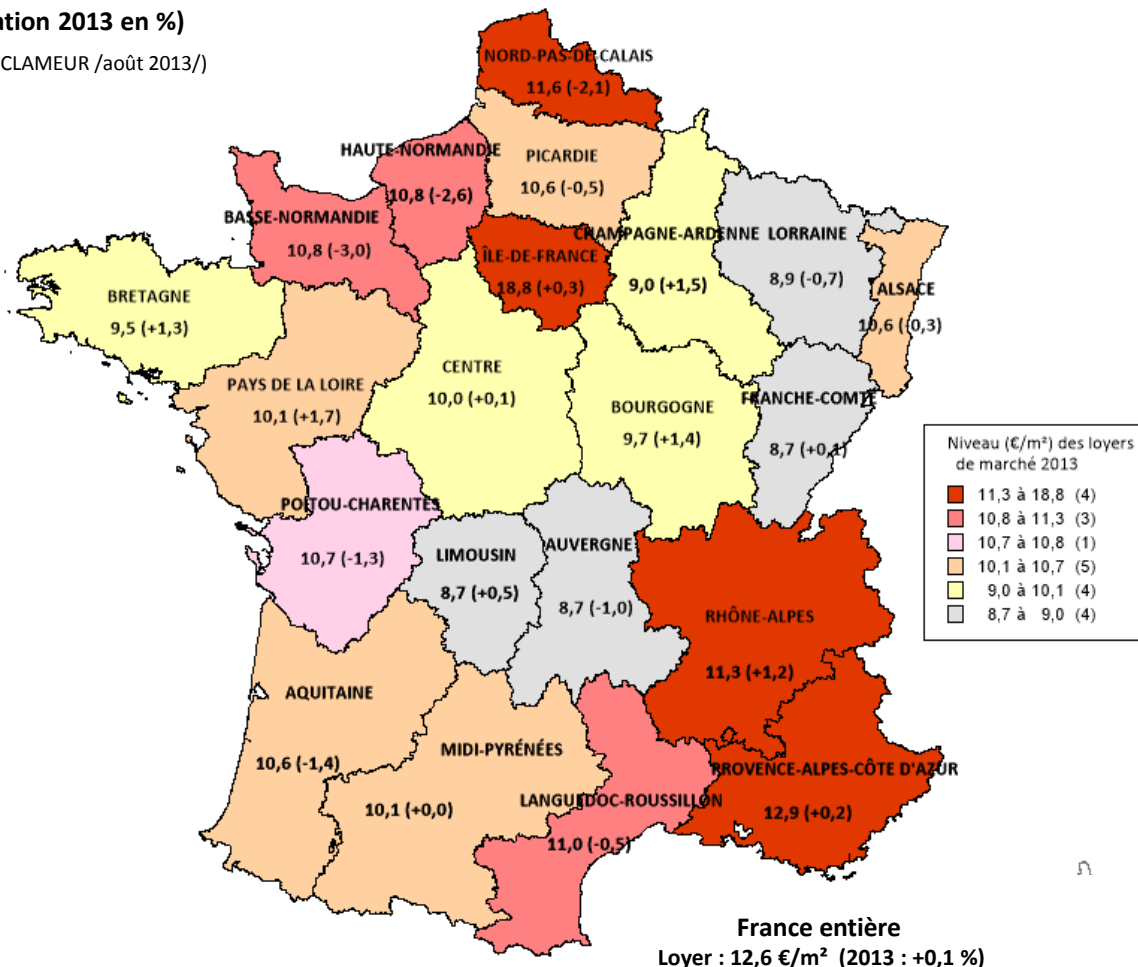 ation 2013 en %)
CLAMEUR /août 2013/)
NORD-PAS-DE-CALAIS
11,6 (-2,1)
HAUTE-NORMANDIE
10,8 (-2,6)
PICARDIE
10,6 (-0,5)
BASSE-NORMANDIE
10,8 (-3,0)
ÎLE-DE-FRANCE
18,8 (+0,3)
CHAMPAGNE-ARDENNE
9,0 (+1,5)
LORRAINE
8,9 (-0,7)
ALSACE
10,6 (-0,3)
BRETAGNE
9,5 (+1,3)
PAYS DE LA LOIRE
10,1 (+1,7)
CENTRE
10,0 (+0,1)
BOURGOGNE
9,7 (+1,4)
FRANCHE-COMTÉ
8,7 (+0,1)
Niveau (€/m²) des loyers
de marché 2013
11,3 à 18,8 (4)
10,8 à 11,3 (3)
10,7 à 10,8 (1)
10,1 à 10,7 (5)
9,0 à 10,1 (4)
8,7 à 9,0 (4)
POITOU-CHARENTES
10,7 (-1,3)
LIMOUSIN
8,7 (+0,5)
AUVERGNE
8,7 (-1,0)
RHÔNE-ALPES
11,3 (+1,2)
AQUITAINE
10,6 (-1,4)
MIDI-PYRÉNÉES
10,1 (+0,0)
LANGUEDOC-ROUSSILLON
11,0 (-0,5)
PROVENCE-ALPES-CÔTE D'AZUR
12,9 (+0,2)
France entière
Loyer : 12,6 €/m² (2013 : +0,1 %)